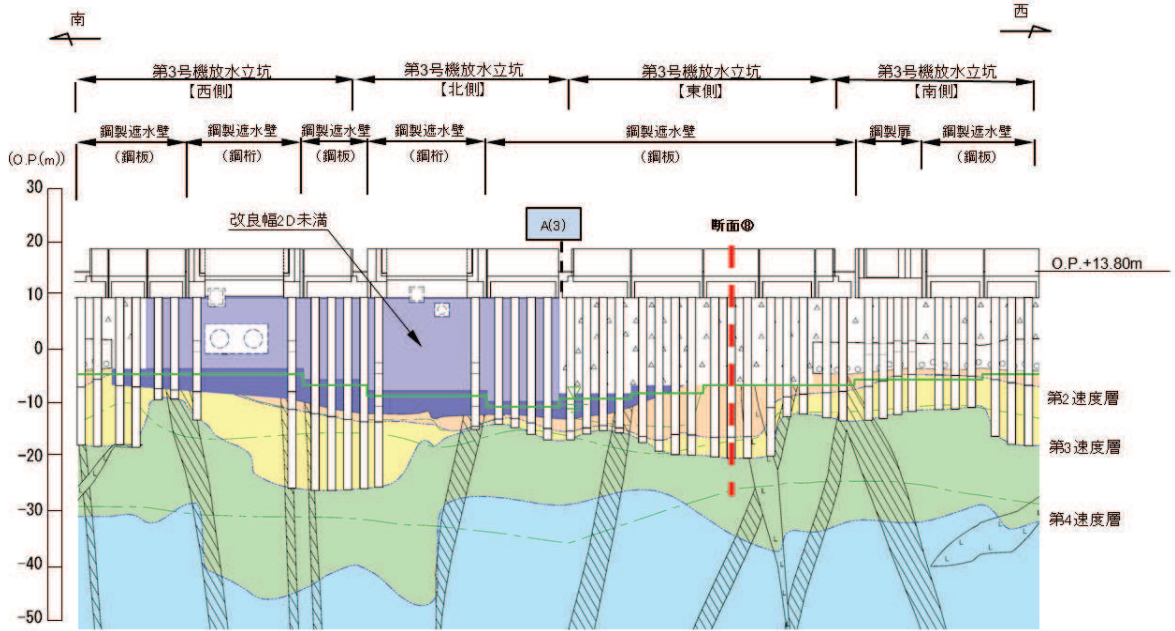 南
西
第3号機放水立坑
【西側】
第3号機放水立坑
【北側】
第3号機放水立坑
【東側】
第3号機放水立坑
【南側】
鋼製遮水壁
(鋼板)
鋼製遮水壁
(鋼桁)
鋼製遮水壁
(鋼板)
鋼製遮水壁
(鋼桁)
鋼製遮水壁
(鋼板)
鋼製扉
鋼製遮水壁
(鋼板)
(O.P.(m))
30
20
10
0
-10
-20
-30
-40
-50
改良幅2D未満
A(3)
断面⑧
O.P.+13.80m
第2速度層
第3速度層
第4速度層
L
L
L
L
L
L
L
L
L